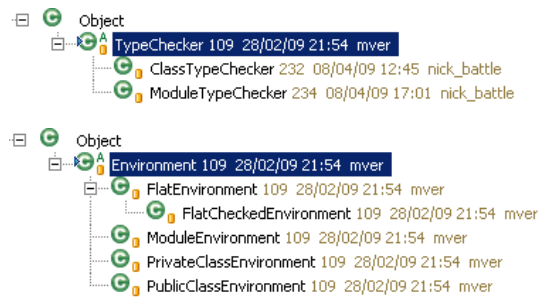 Object
TypeChecker 109 28/02/09 21:54 mver
ClassTypeChecker 232 08/04/09 12:45 nick_battle
ModuleTypeChecker 234 08/04/09 17:01 nick_battle
Object
Environment 109 28/02/09 21:54 mver
FlatEnvironment 109 28/02/09 21:54 mver
FlatCheckedEnvironment 109 28/02/09 21:54 mver
ModuleEnvironment 109 28/02/09 21:54 mver
PrivateClassEnvironment 109 28/02/09 21:54 mver
PublicClassEnvironment 109 28/02/09 21:54 mver